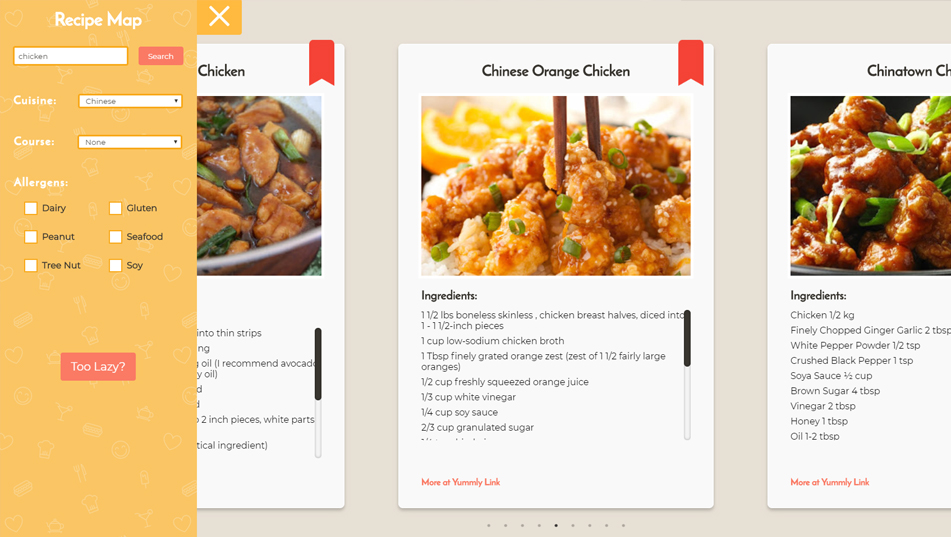 Recipe Map
chicken
Search
Cuisine:
Chinese
Course:
None
Allergens:
Dairy
Gluten
Peanut
Seafood
Tree Nut
Soy
Too Lazy?
Chicken
into thin strips
ng
g oil (I recommend avocado
y oil)
d
d
o 2 inch pieces, white parts
tical ingredient)
Chinese Orange Chicken
Ingredients:
1 1/2 lbs boneless skinless , chicken breast halves, diced into
1 - 1 1/2-inch pieces
1 cup low-sodium chicken broth
1 Tbsp finely grated orange zest (zest of 1 1/2 fairly large
oranges)
1/2 cup freshly squeezed orange juice
1/3 cup white vinegar
1/4 cup soy sauce
2/3 cup granulated sugar
More at Yummly Link
Chinatown Ch
Ingredients:
Chicken 1/2 kg
Finely Chopped Ginger Garlic 2 tbsp
White Pepper Powder 1/2 tsp
Crushed Black Pepper 1 tsp
Soya Sauce ½ cup
Brown Sugar 4 tbsp
Vinegar 2 tbsp
Honey 1 tbsp
Oil 1-2 tbsp
More at Yummly Link